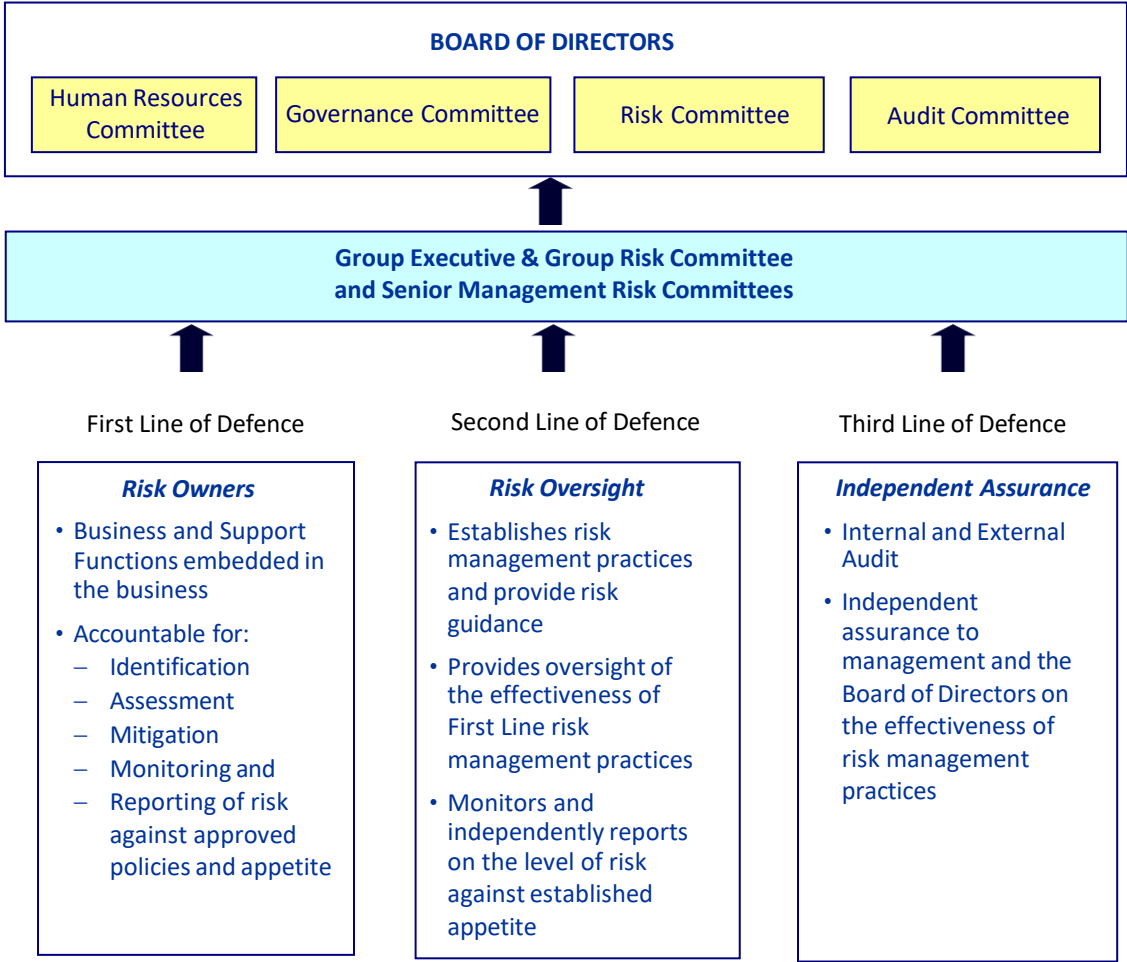 BOARD OF DIRECTORS
Human Resources
Committee
Governance Committee
Risk Committee
Audit Committee
Group Executive & Group Risk Committee
and Senior Management Risk Committees
First Line of Defence
Risk Owners
• Business and Support
Functions embedded in
the business
• Accountable for:
– Identification
– Assessment
– Mitigation
– Monitoring and
– Reporting of risk
against approved
policies and appetite
Second Line of Defence
Risk Oversight
• Establishes risk
management practices
and provide risk
guidance
• Provides oversight of
the effectiveness of
First Line risk
management practices
• Monitors and
independently reports
on the level of risk
against established
appetite
Third Line of Defence
Independent Assurance
• Internal and External
Audit
• Independent
assurance to
management and the
Board of Directors on
the effectiveness of
risk management
practices